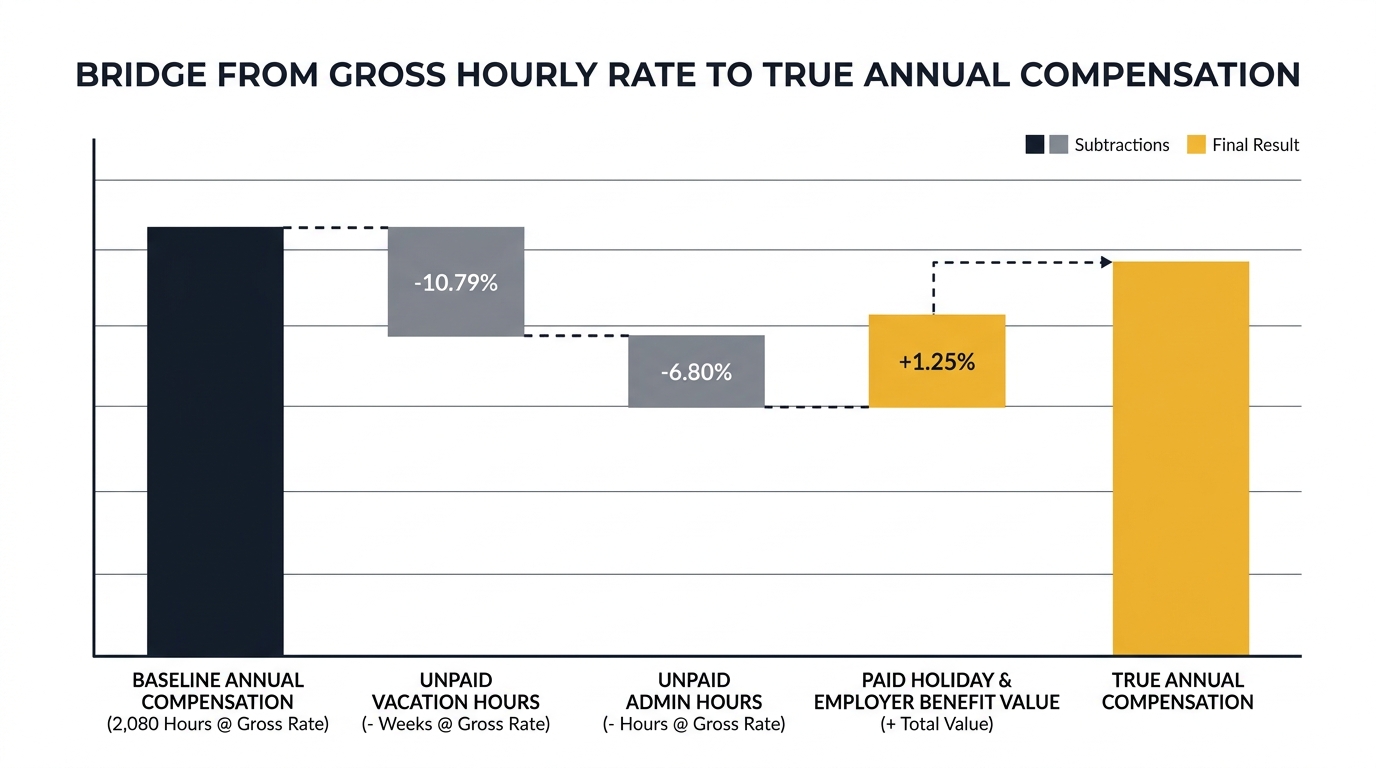 BRIDGE FROM GROSS HOURLY RATE TO TRUE ANNUAL COMPENSATION
Subtractions
Final Result
-10.79%
-6.80%
+1.25%
BASELINE ANNUAL
COMPENSATION
(2,080 Hours @ Gross Rate)
UNPAID
VACATION HOURS
(- Weeks @ Gross Rate)
UNPAID
ADMIN HOURS
(- Hours @ Gross Rate)
PAID HOLIDAY &
EMPLOYER BENEFIT VALUE
(+ Total Value)
TRUE ANNUAL
COMPENSATION